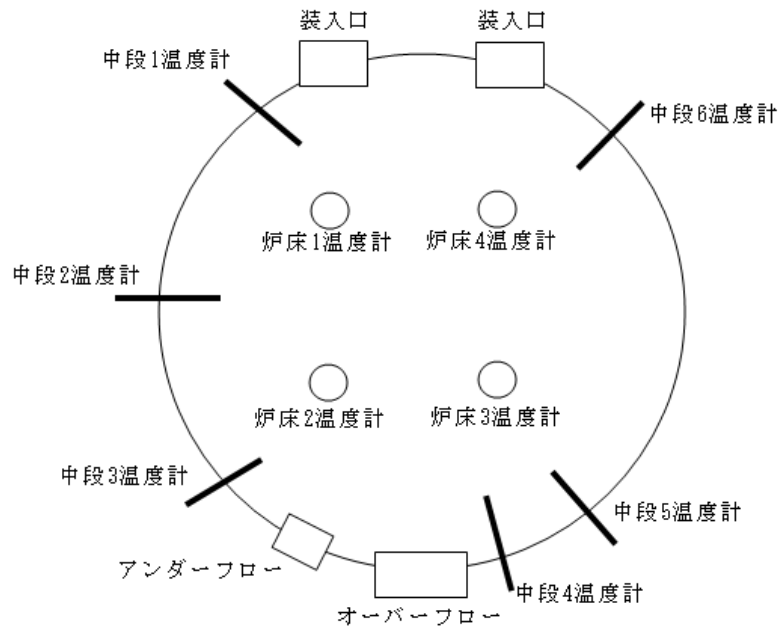 装入口
装入口
中段1温度計
中段6温度計
炉床1温度計
炉床4温度計
中段2温度計
炉床2温度計
炉床3温度計
中段3温度計
中段5温度計
アンダーフロー
中段4温度計
オーバーフロー